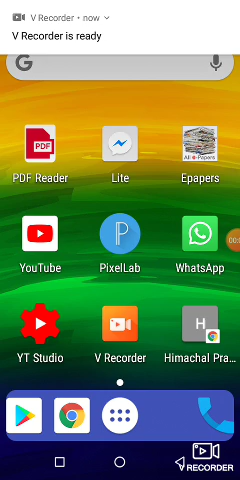 V Recorder • now
V Recorder is ready
G
PDF
PDF Reader
Lite
All e-Papers
Epapers
YouTube
P
PixelLab
WhatsApp
YT Studio
V Recorder
H
Himachal Pra...
00:
RECORDER